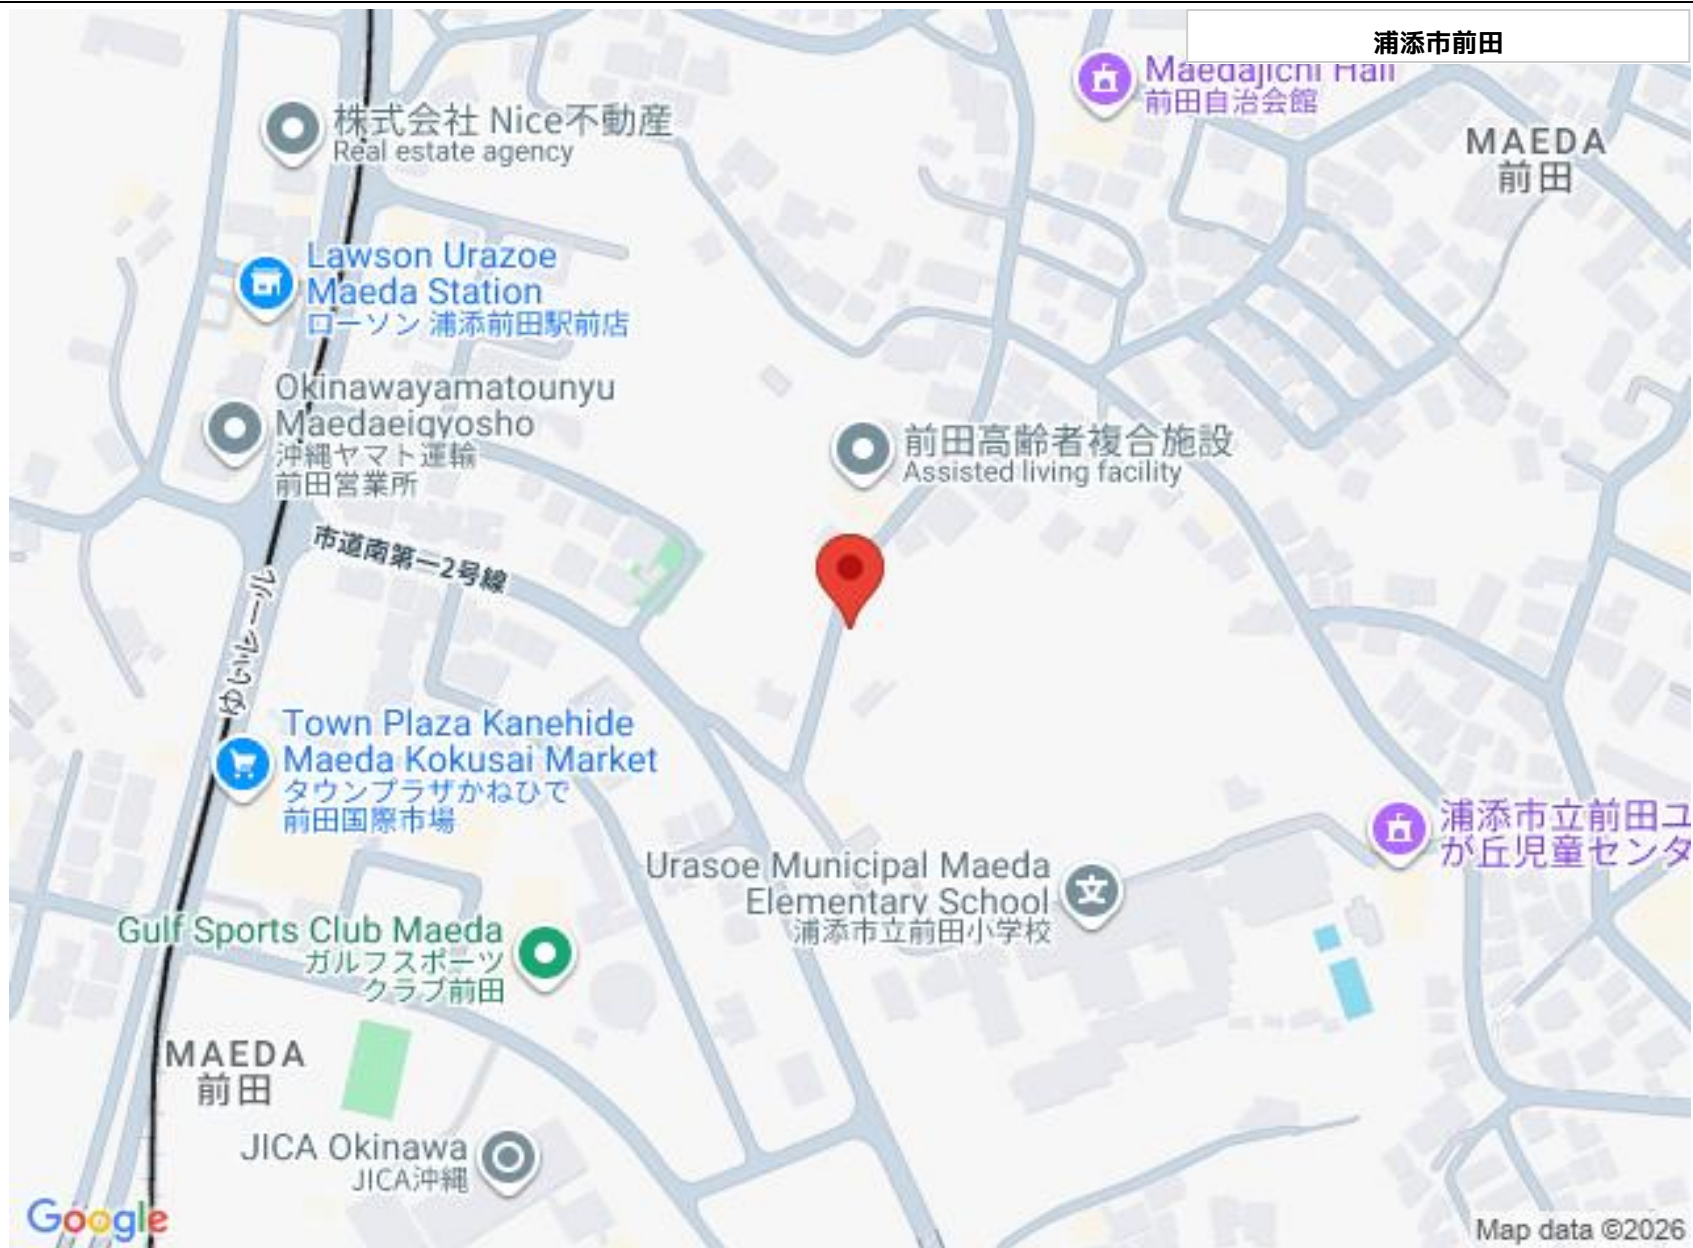 浦添市前田
Maedajichi Hall
前田自治会館
MAEDA
前田
株式会社 Nice不動産
Real estate agency
Lawson Urazoe
Maeda Station
ローソン 浦添前田駅前店
Okinawayamatounyu
Maedaeigyosho
沖縄ヤマト運輸
前田営業所
前田高齢者複合施設
Assisted living facility
市道南第一2号線
ゆいレール
Town Plaza Kanehide
Maeda Kokusai Market
タウンプラザかねひで
前田国際市場
浦添市立前田ユ
が丘児童センタ
Urasoe Municipal Maeda
Elementary School
浦添市立前田小学校
文
Gulf Sports Club Maeda
ガルフスポーツ
クラブ前田
MAEDA
前田
JICA Okinawa
JICA沖縄
Google
Map data ©2026